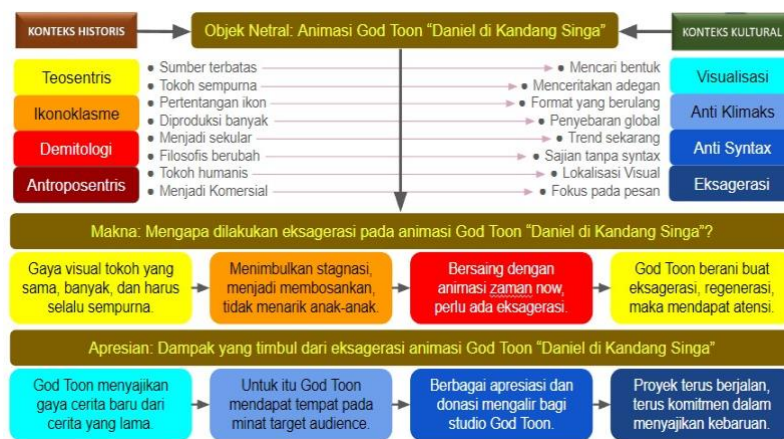 KONTEKS HISTORIS
Objek Netral: Animasi God Toon “Daniel di Kandang Singa”
KONTEKS KULTURAL
Teosentris
Ikonoklasme
Demitologi
Antroposentris
Sumber terbatas
Tokoh sempurna
Pertentangan ikon
Diproduksi banyak
Menjadi sekular
Filosofis berubah
Tokoh humanis
Menjadi Komersial
Mencari bentuk
Menceritakan adegan
Format yang berulang
Penyebaran global
Trend sekarang
Sajian tanpa syntax
Lokalisasi Visual
Fokus pada pesan
Visualisasi
Anti Klimaks
Anti Syntax
Eksagerasi
Makna: Mengapa dilakukan eksagerasi pada animasi God Toon “Daniel di Kandang Singa”?
Gaya visual tokoh yang
sama, banyak, dan harus
selalu sempurna.
Menimbulkan stagnasi,
menjadi membosankan,
tidak menarik anak-anak.
Bersaing dengan
animasi zaman now,
perlu ada eksagerasi.
God Toon berani buat
eksagerasi, regenerasi,
maka mendapat atensi.
Apresian: Dampak yang timbul dari eksagerasi animasi God Toon “Daniel di Kandang Singa”
God Toon menyajikan
gaya cerita baru dari
cerita yang lama.
Untuk itu God Toon
mendapat tempat pada
minat target audience.
Berbagai apresiasi dan
donasi mengalir bagi
studio God Toon.
Proyek terus berjalan,
terus komitmen dalam
menyajikan kebaruan.